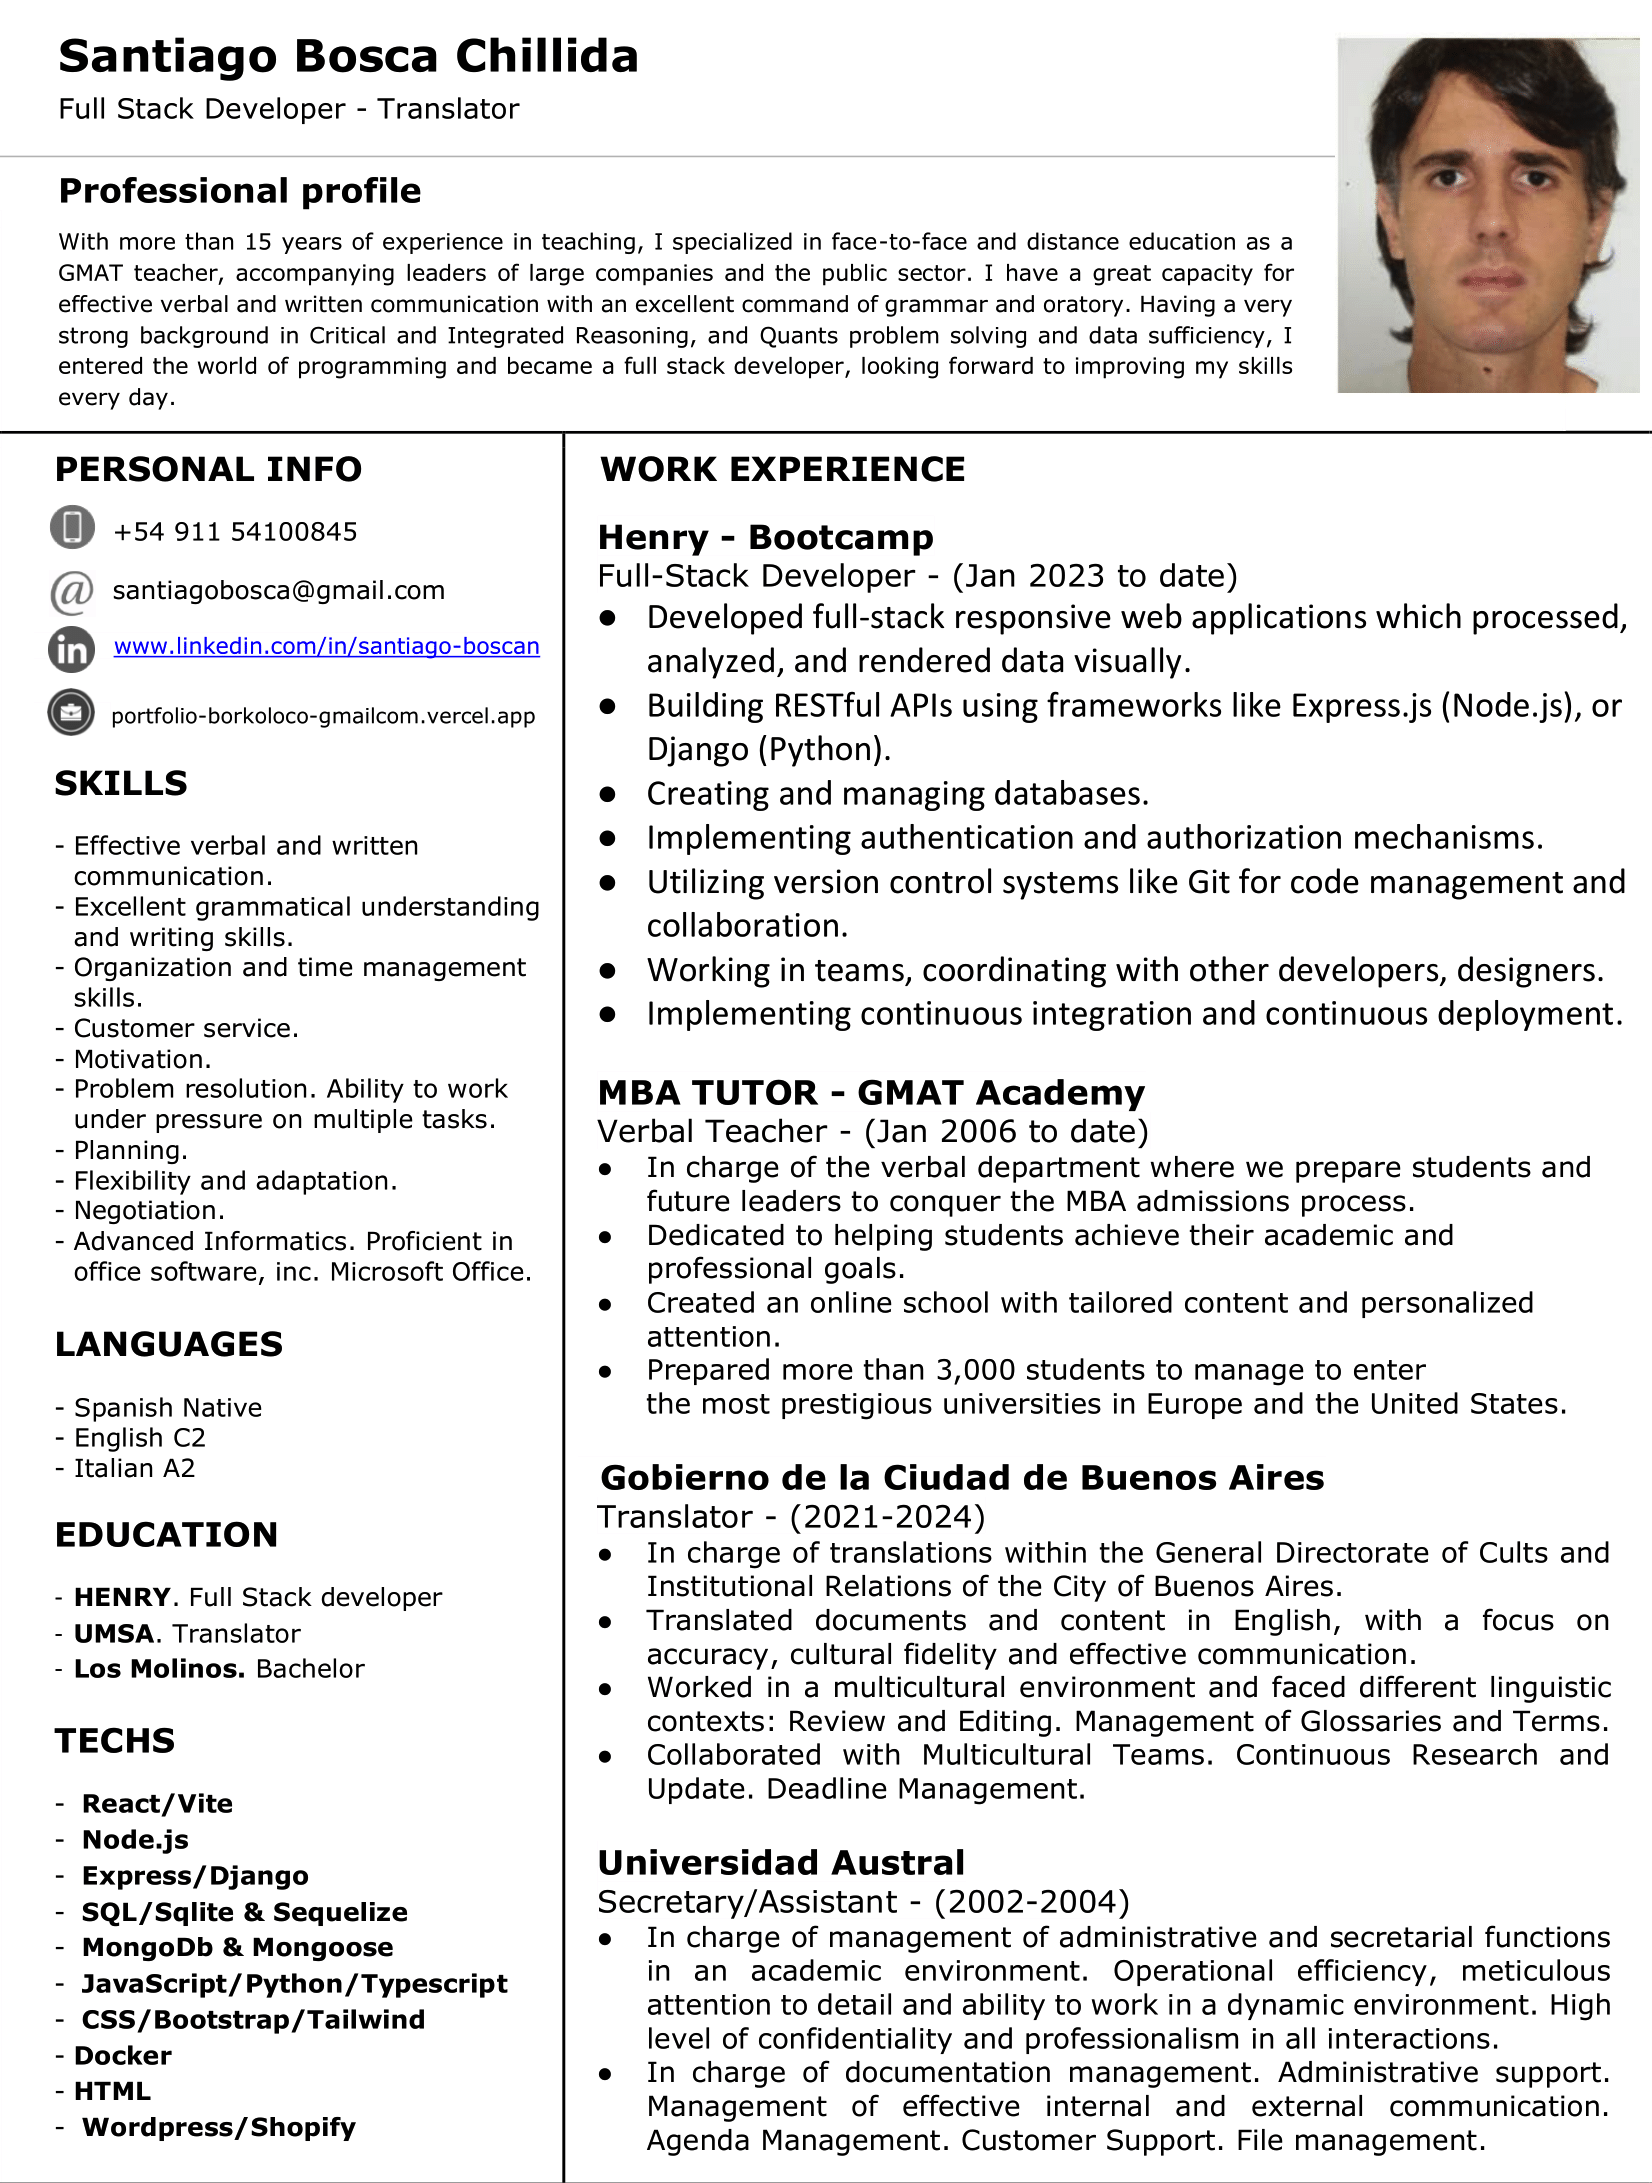 Santiago Bosca Chillida
Full Stack Developer - Translator
Professional profile
With more than 15 years of experience in teaching, I specialized in face-to-face and distance education as a
GMAT teacher, accompanying leaders of large companies and the public sector. I have a great capacity for
effective verbal and written communication with an excellent command of grammar and oratory. Having a very
strong background in Critical and Integrated Reasoning, and Quants problem solving and data sufficiency, I
entered the world of programming and became a full stack developer, looking forward to improving my skills
every day.
PERSONAL INFO
+54 911 54100845
@ santiagobosca@gmail.com
in www.linkedin.com/in/santiago-boscan
portfolio-borkoloco-gmailcom.vercel.app
SKILLS
- Effective verbal and written
communication.
- Excellent grammatical understanding
and writing skills.
- Organization and time management
skills.
- Customer service.
- Motivation.
- Problem resolution. Ability to work
under pressure on multiple tasks.
- Planning.
- Flexibility and adaptation.
- Negotiation.
- Advanced Informatics. Proficient in
office software, inc. Microsoft Office.
LANGUAGES
- Spanish Native
- English C2
- Italian A2
EDUCATION
- HENRY. Full Stack developer
- UMSA. Translator
- Los Molinos. Bachelor
TECHS
- React/Vite
- Node.js
- Express/Django
- SQL/Sqlite & Sequelize
- MongoDb & Mongoose
- JavaScript/Python/Typescript
- CSS/Bootstrap/Tailwind
- Docker
- HTML
- Wordpress/Shopify
WORK EXPERIENCE
Henry - Bootcamp
Full-Stack Developer - (Jan 2023 to date)
● Developed full-stack responsive web applications which processed,
analyzed, and rendered data visually.
● Building RESTful APIs using frameworks like Express.js (Node.js), or
Django (Python).
● Creating and managing databases.
● Implementing authentication and authorization mechanisms.
● Utilizing version control systems like Git for code management and
collaboration.
● Working in teams, coordinating with other developers, designers.
● Implementing continuous integration and continuous deployment.
MBA TUTOR - GMAT Academy
Verbal Teacher - (Jan 2006 to date)
● In charge of the verbal department where we prepare students and
future leaders to conquer the MBA admissions process.
● Dedicated to helping students achieve their academic and
professional goals.
● Created an online school with tailored content and personalized
attention.
● Prepared more than 3,000 students to manage to enter
the most prestigious universities in Europe and the United States.
Gobierno de la Ciudad de Buenos Aires
Translator - (2021-2024)
● In charge of translations within the General Directorate of Cults and
Institutional Relations of the City of Buenos Aires.
● Translated documents and content in English, with a focus on
accuracy, cultural fidelity and effective communication.
● Worked in a multicultural environment and faced different linguistic
contexts: Review and Editing. Management of Glossaries and Terms.
● Collaborated with Multicultural Teams. Continuous Research and
Update. Deadline Management.
Universidad Austral
Secretary/Assistant - (2002-2004)
● In charge of management of administrative and secretarial functions
in an academic environment. Operational efficiency, meticulous
attention to detail and ability to work in a dynamic environment. High
level of confidentiality and professionalism in all interactions.
● In charge of documentation management. Administrative support.
Management of effective internal and external communication.
Agenda Management. Customer Support. File management.